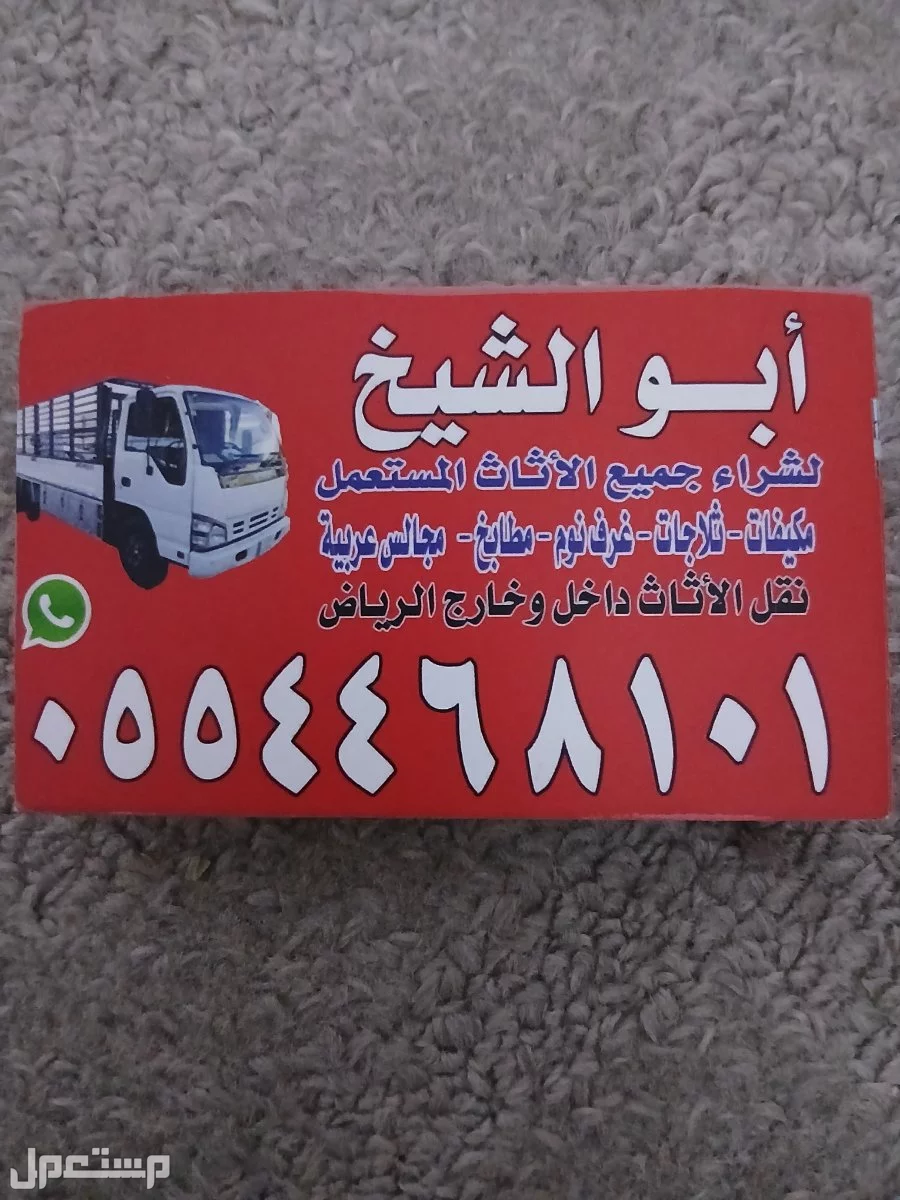 أبو الشيخ
لشراء جميع الأثاث المستعمل
مكيفات - ثلاجات - غرف نوم - مطابخ - مجالس عربية
نقل الأثاث داخل وخارج الرياض
٠٥٥٤٤٦٨١٠١
مستعمل